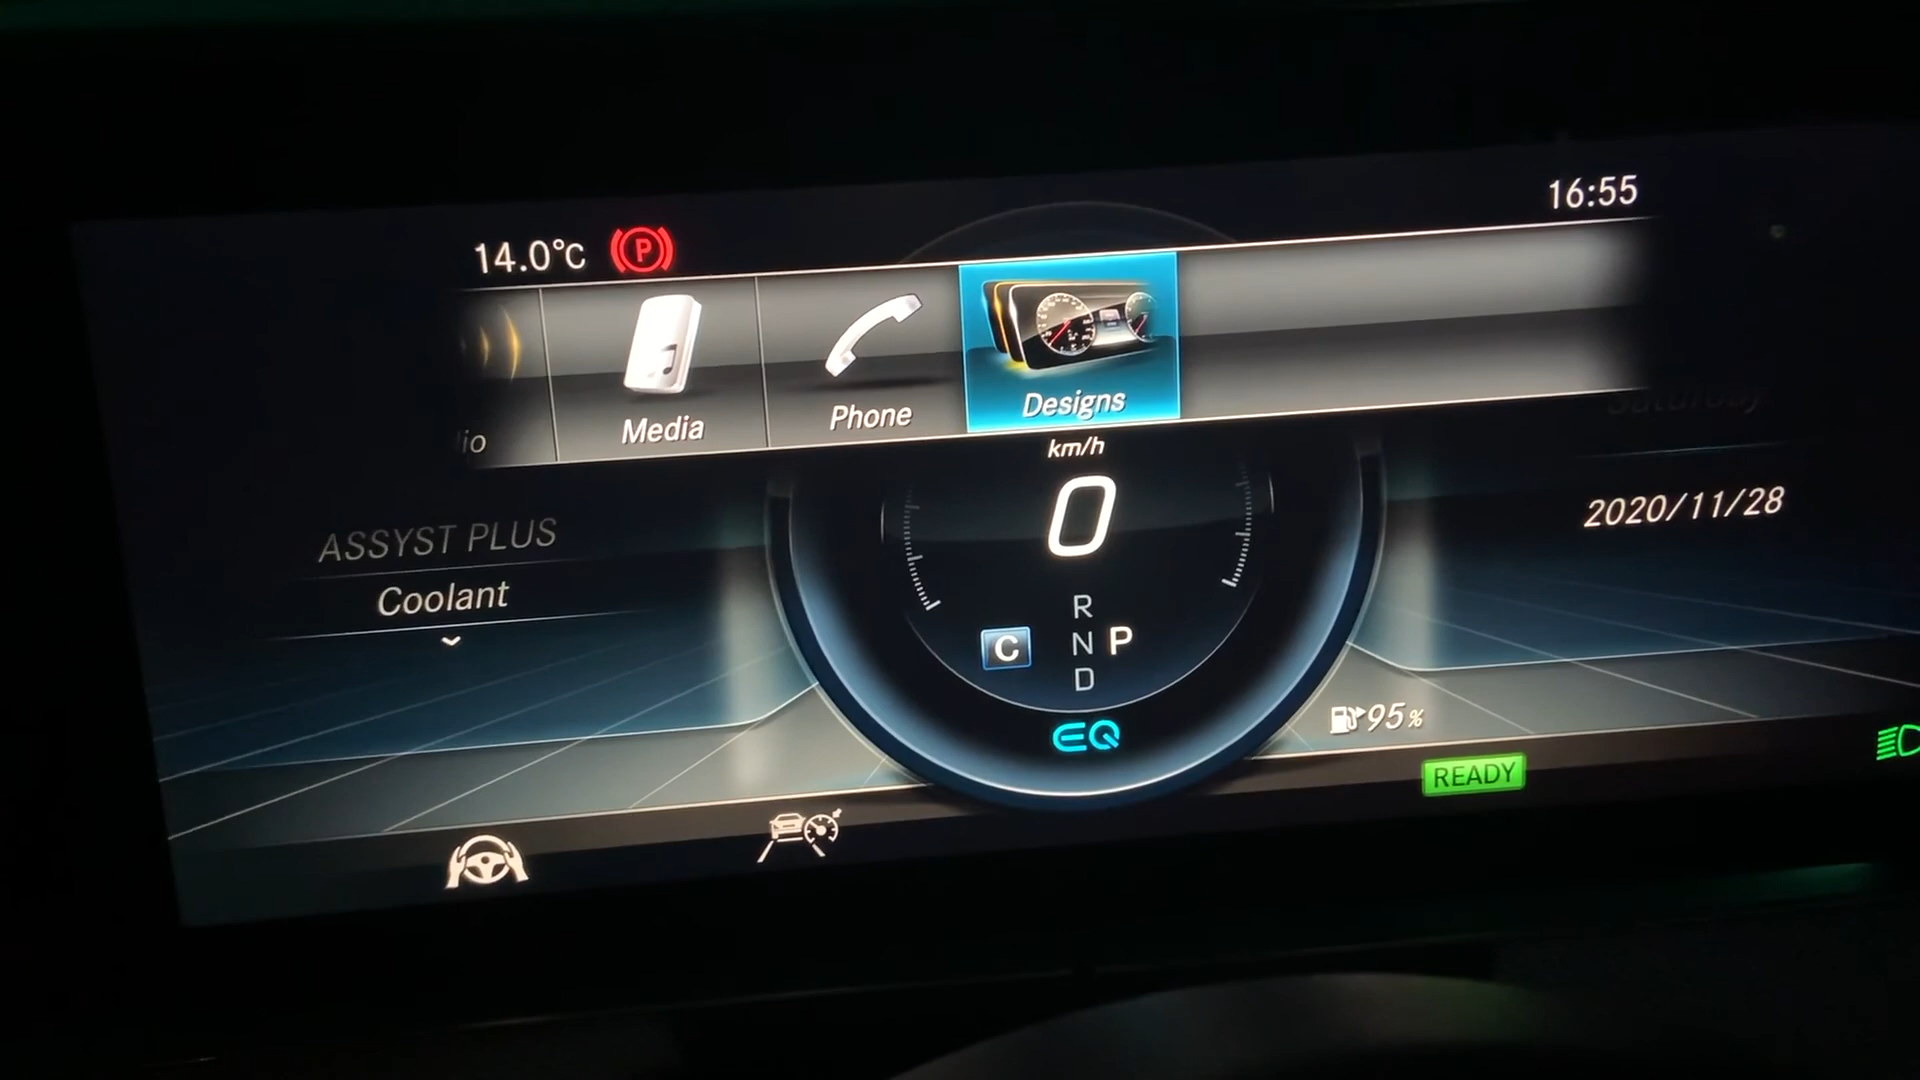 16:55
14.0°C
P
Media
Phone
Designs
km/h
0
ASSYST PLUS
Coolant
2020/11/28
R
C
N P
D
EQ
95%
READY